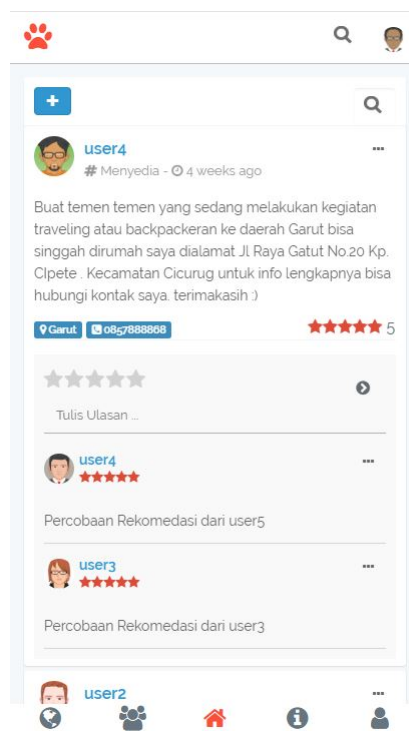 user4
# Menyedia - 4 weeks ago
Buat temen temen yang sedang melakukan kegiatan
traveling atau backpackeran ke daerah Garut bisa
singgah dirumah saya dialamat Jl Raya Gatut No.20 Kp.
CIpete . Kecamatan Cicurug untuk info lengkapnya bisa
hubungi kontak saya. terimakasih :)
Garut 0857888868 5
Tulis Ulasan ...
user4
Percobaan Rekomedasi dari user5
user3
Percobaan Rekomedasi dari user3
user2